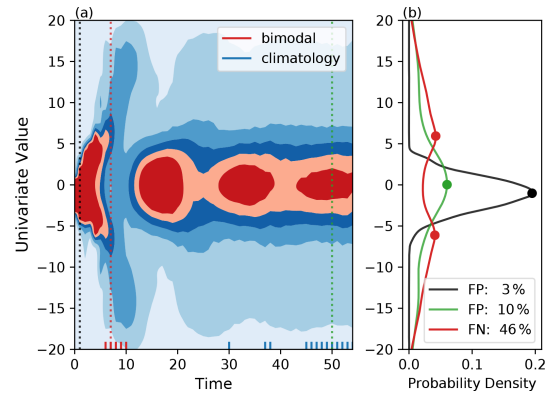 (a)
(b)
20
15
10
5
0
−5
−10
−15
−20
Univariate Value
bimodal
climatology
0
10
20
30
40
50
Time
20
15
10
5
0
−5
−10
−15
−20
FP: 3 %
FP: 10 %
FN: 46 %
0.0
0.1
0.2
Probability Density